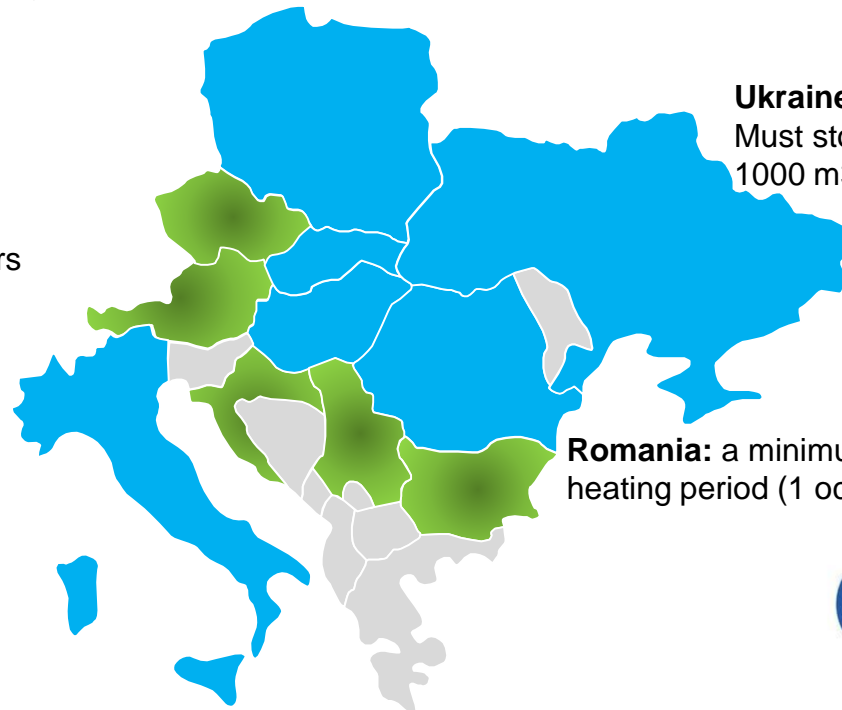 Ukraine
Must sto
1000 m
rs
Romania: a minimu
heating period (1 oc